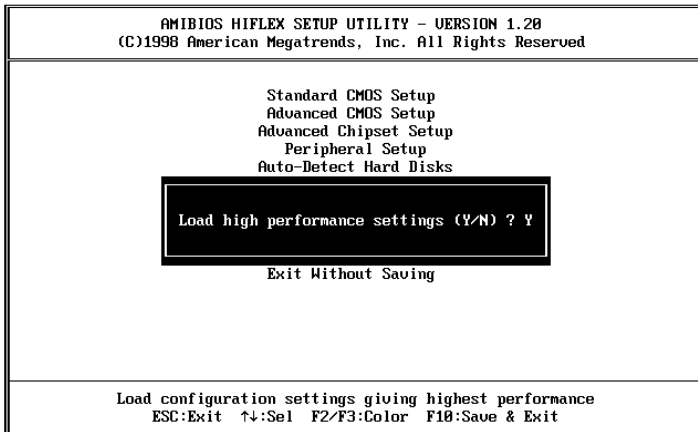 AMIBIOS HIFLEX SETUP UTILITY - VERSION 1.20
(C)1998 American Megatrends, Inc. All Rights Reserved
Standard CMOS Setup
Advanced CMOS Setup
Advanced Chipset Setup
Peripheral Setup
Auto-Detect Hard Disks
Load high performance settings (Y/N) ? Y
Exit Without Saving
Load configuration settings giving highest performance
ESC:Exit ↑↓:Sel F2/F3:Color F10:Save & Exit